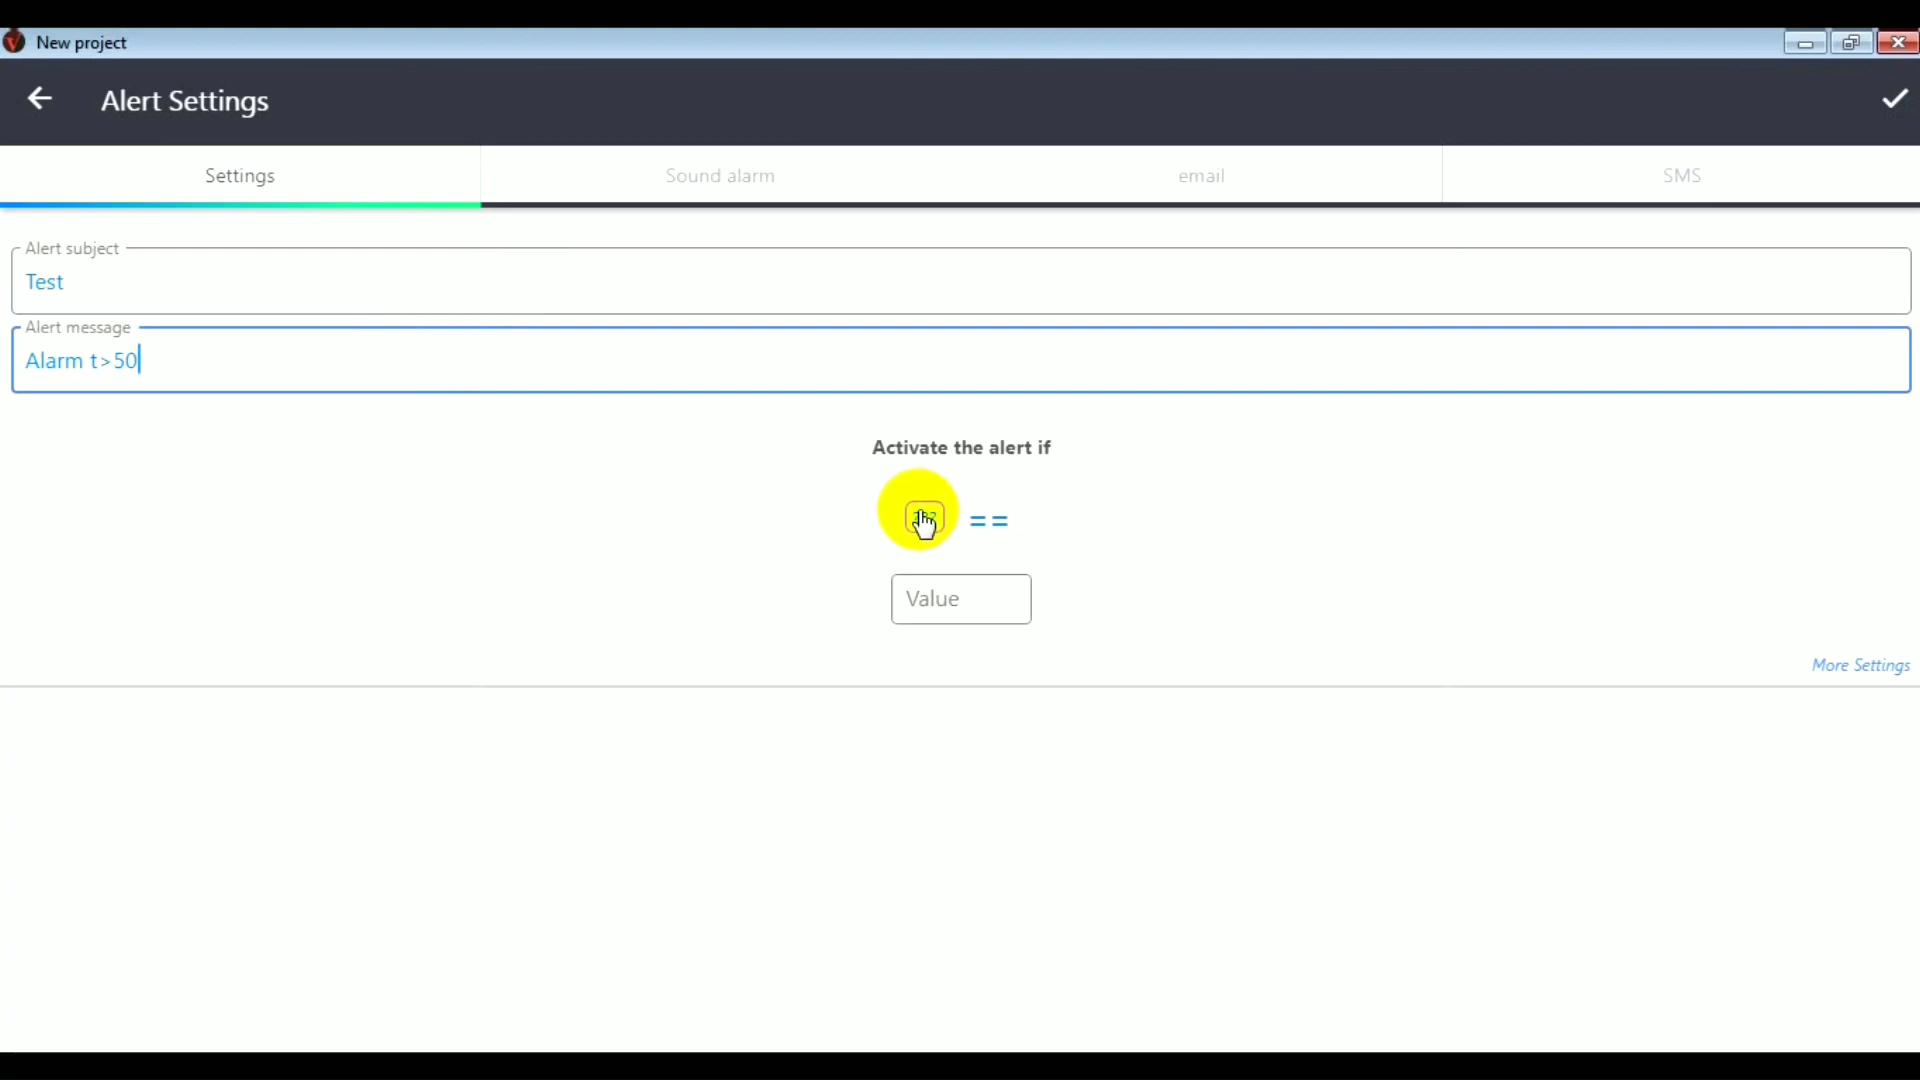 New project
Alert Settings
Settings
Sound alarm
email
SMS
Alert subject
Test
Alert message
Alarm t>50
Activate the alert if
==
Value
More Settings